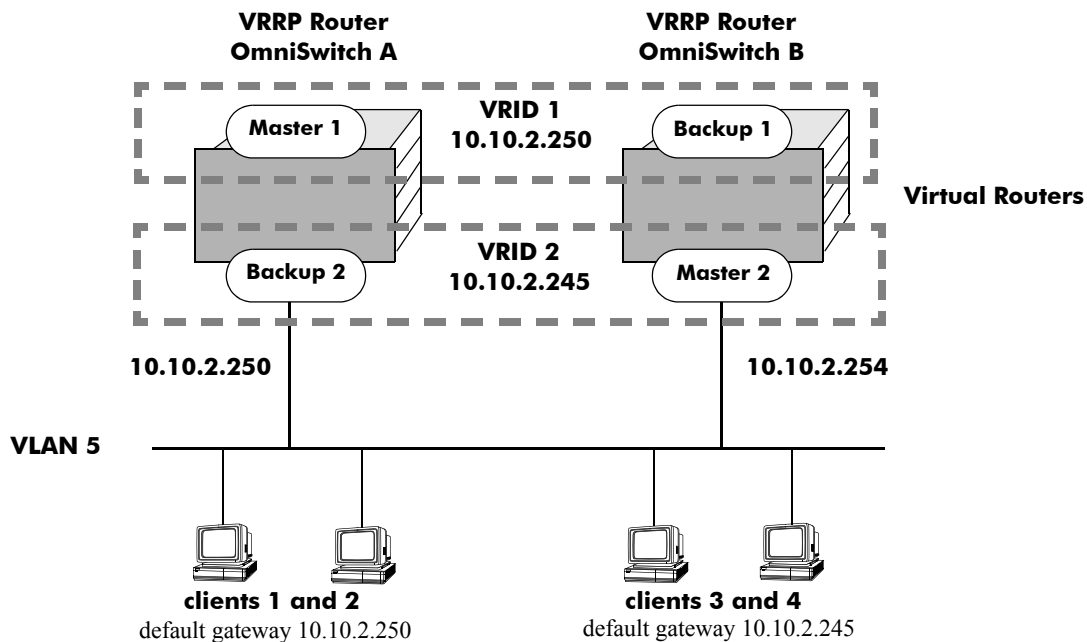 VRRP Router
OmniSwitch A
VRRP Router
OmniSwitch B
Master 1
VRID 1
10.10.2.250
Backup 1
Virtual Routers
Backup 2
VRID 2
10.10.2.245
Master 2
10.10.2.250
10.10.2.254
VLAN 5
clients 1 and 2
default gateway 10.10.2.250
clients 3 and 4
default gateway 10.10.2.245